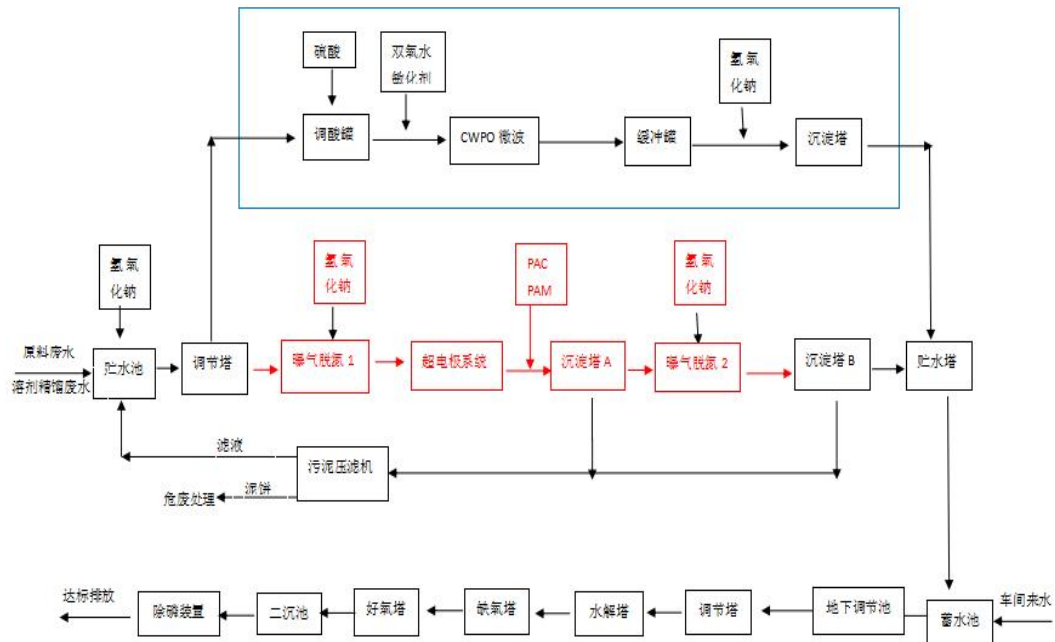 硫酸
双氧水
敏化剂
氢氧
化钠
调酸罐
CWPO 微波
缓冲罐
沉淀塔
氢氧
化钠
氢氧
化钠
PAC
PAM
氢氧
化钠
原料废水
溶剂精馏废水
贮水池
调节塔
曝气脱氮 1
超电极系统
沉淀塔 A
曝气脱氮 2
沉淀塔 B
贮水塔
滤液
污泥压滤机
泥饼
危废处理
达标排放
除磷装置
二沉池
好氧塔
缺氧塔
水解塔
调节塔
地下调节池
蓄水池
车间来水